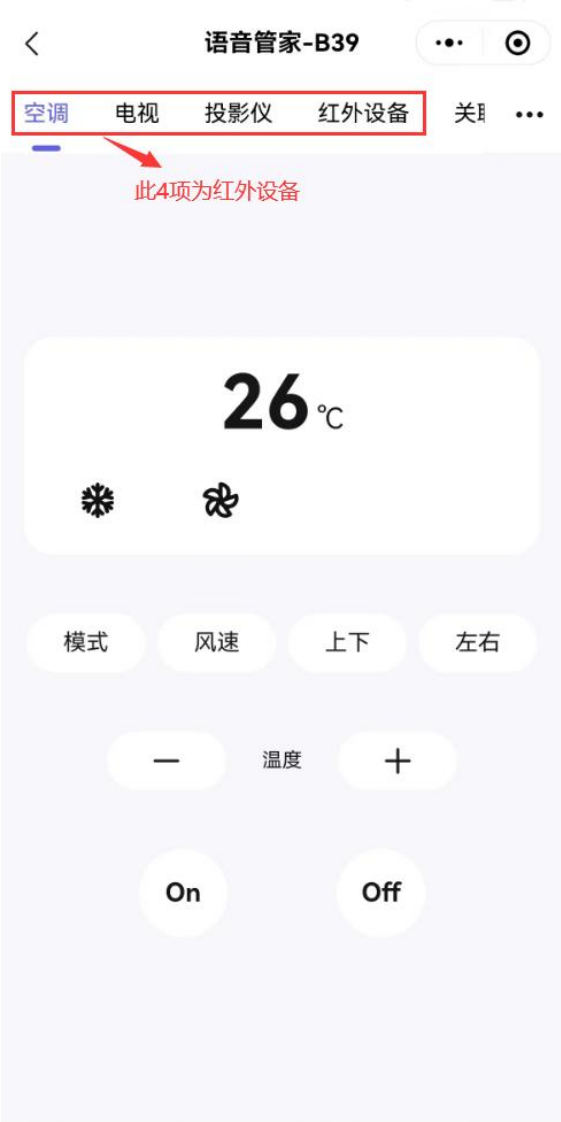 语音管家-B39
空调 电视 投影仪 红外设备 关
此4项为红外设备
26℃
模式 风速 上下 左右
温度
On Off